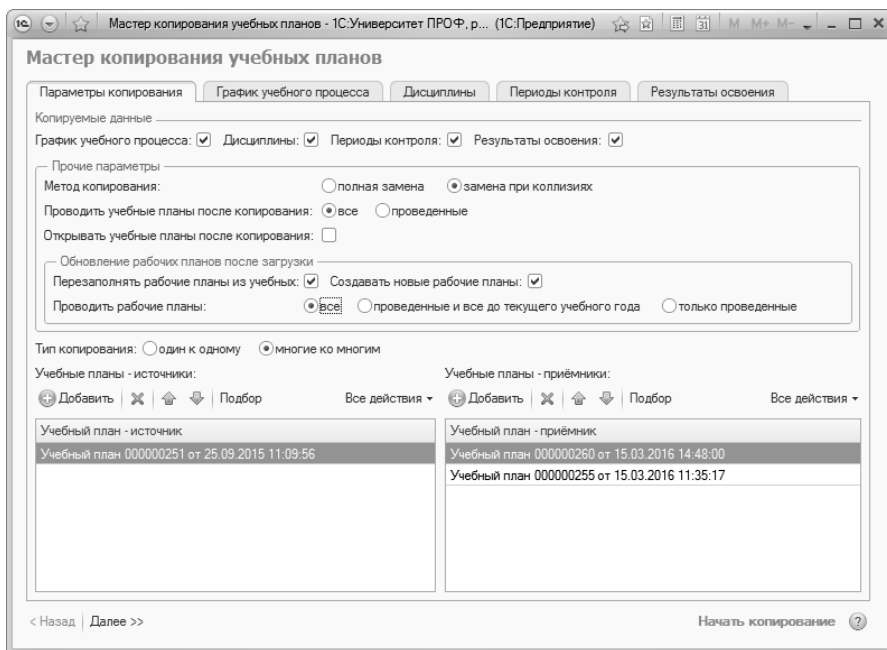 Мастер копирования учебных планов - 1С:Университет ПРОФ, р... (1С:Предприятие) 31 M M+ M-
Мастер копирования учебных планов
Параметры копирования График учебного процесса Дисциплины Периоды контроля Результаты освоения
Копируемые данные
График учебного процесса: Дисциплины: Периоды контроля: Результаты освоения:
Прочие параметры
Метод копирования: полная замена замена при коллизиях
Проводить учебные планы после копирования: все проведенные
Открывать учебные планы после копирования:
Обновление рабочих планов после загрузки
Перезаполнять рабочие планы из учебных: Создавать новые рабочие планы:
Проводить рабочие планы: все проведенные и все до текущего учебного года только проведенные
Тип копирования: один к одному многие ко многим
Учебные планы - источники: Учебные планы - приёмники:
Добавить Подбор Все действия Добавить Подбор Все действия
Учебный план - источник Учебный план - приёмник
Учебный план 000000251 от 25.09.2015 11:09:56 Учебный план 000000260 от 15.03.2016 14:48:00
Учебный план 000000255 от 15.03.2016 11:35:17
< Назад Далее >> Начать копирование ?